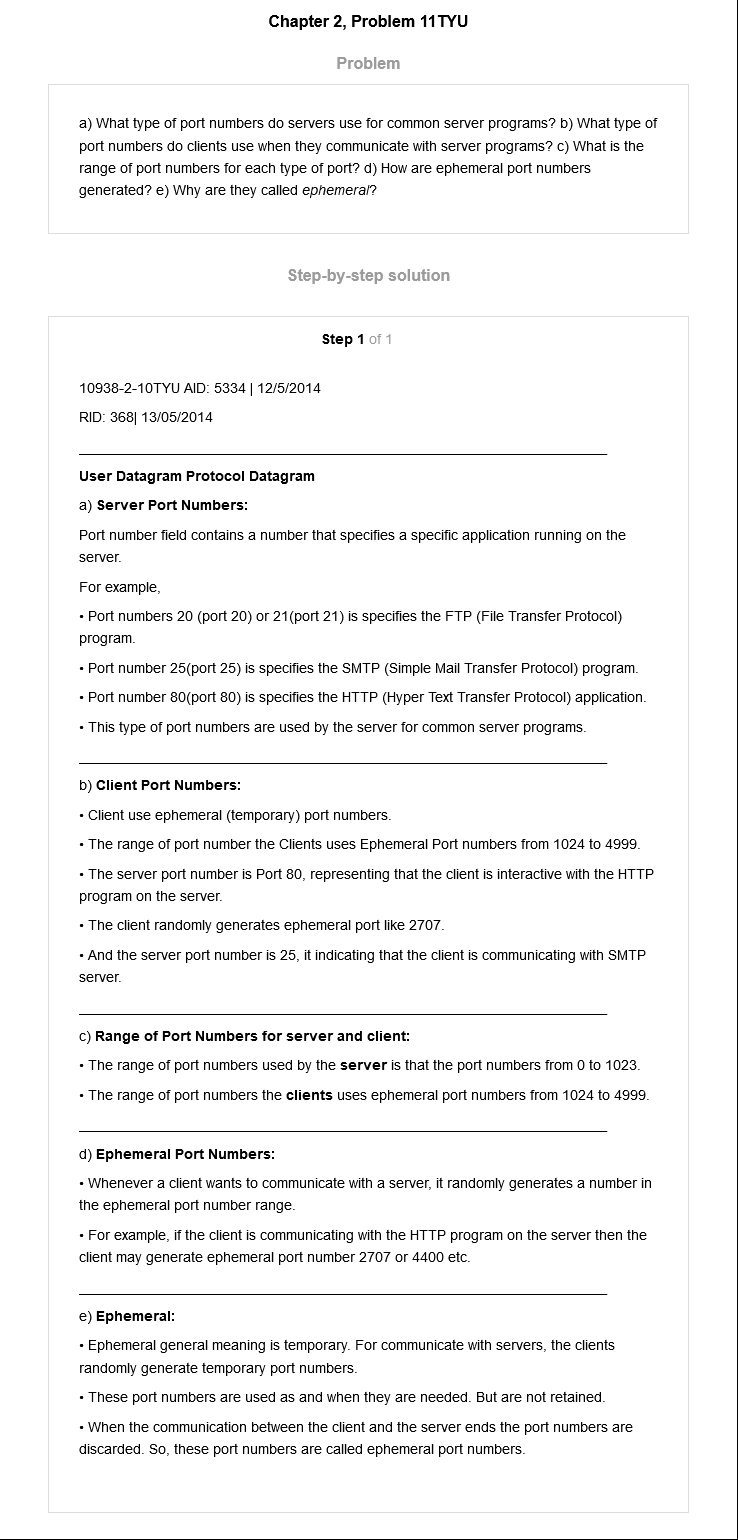 Chapter 2, Problem 11TYU
Problem
a) What type of port numbers do servers use for common server programs? b) What type of
port numbers do clients use when they communicate with server programs? c) What is the
range of port numbers for each type of port? d) How are ephemeral port numbers
generated? e) Why are they called ephemeral?
Step-by-step solution
Step 1 of 1
10938-2-10TYU AID: 5334 | 12/5/2014
RID: 368| 13/05/2014
User Datagram Protocol Datagram
a) Server Port Numbers:
Port number field contains a number that specifies a specific application running on the
server.
For example,
• Port numbers 20 (port 20) or 21(port 21) is specifies the FTP (File Transfer Protocol)
program.
• Port number 25(port 25) is specifies the SMTP (Simple Mail Transfer Protocol) program.
• Port number 80(port 80) is specifies the HTTP (Hyper Text Transfer Protocol) application.
• This type of port numbers are used by the server for common server programs.
b) Client Port Numbers:
• Client use ephemeral (temporary) port numbers.
• The range of port number the Clients uses Ephemeral Port numbers from 1024 to 4999.
• The server port number is Port 80, representing that the client is interactive with the HTTP
program on the server.
• The client randomly generates ephemeral port like 2707.
• And the server port number is 25, it indicating that the client is communicating with SMTP
server.
c) Range of Port Numbers for server and client:
• The range of port numbers used by the server is that the port numbers from 0 to 1023.
• The range of port numbers the clients uses ephemeral port numbers from 1024 to 4999.
d) Ephemeral Port Numbers:
• Whenever a client wants to communicate with a server, it randomly generates a number in
the ephemeral port number range.
• For example, if the client is communicating with the HTTP program on the server then the
client may generate ephemeral port number 2707 or 4400 etc.
e) Ephemeral:
• Ephemeral general meaning is temporary. For communicate with servers, the clients
randomly generate temporary port numbers.
• These port numbers are used as and when they are needed. But are not retained.
• When the communication between the client and the server ends the port numbers are
discarded. So, these port numbers are called ephemeral port numbers.